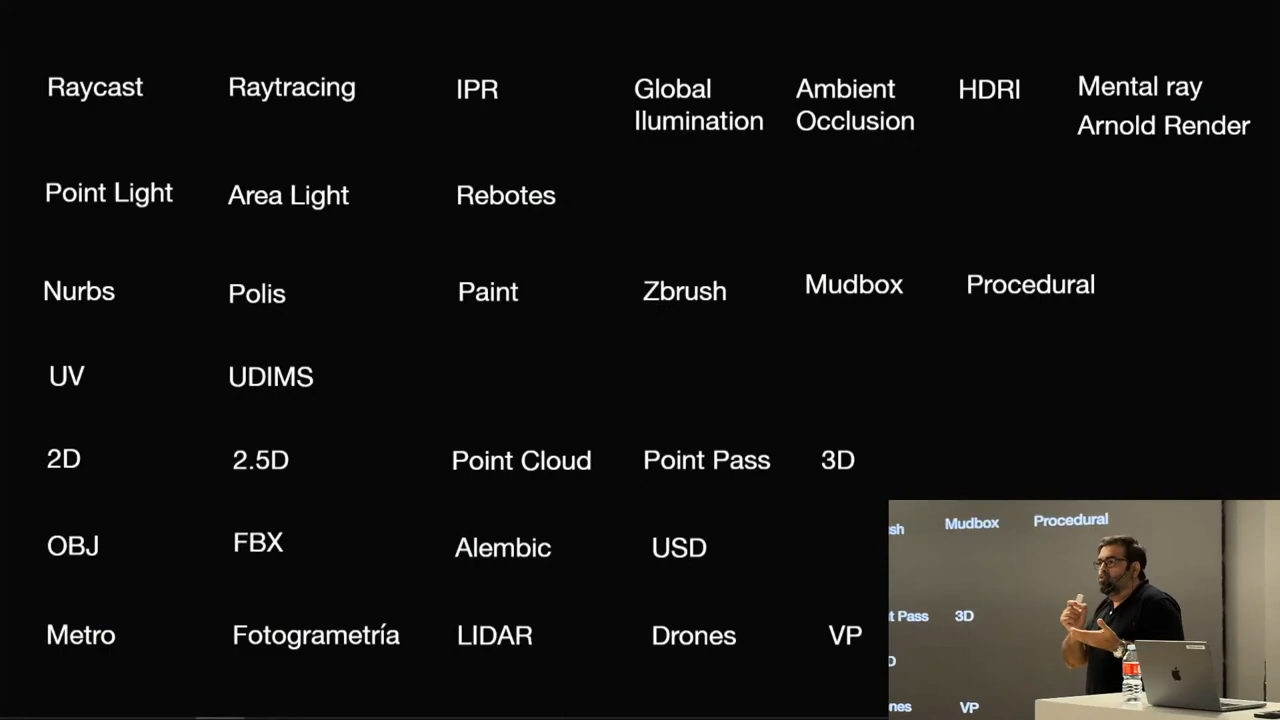 Raycast Raytracing IPR Global Ilumination Ambient Occlusion HDRI Mental ray Arnold Render
Point Light Area Light Rebotes
Nurbs Polis Paint Zbrush Mudbox Procedural
UV UDIMS
2D 2.5D Point Cloud Point Pass 3D
OBJ FBX Alembic USD
Metro Fotogrametría LIDAR Drones VP
sh Mudbox Procedural
t Pass 3D
D
nes VP